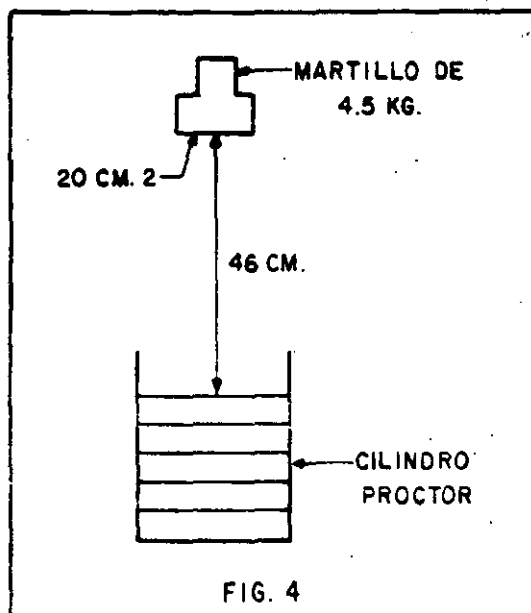 MARTILLO DE
4.5 KG.
20 CM. 2
46 CM.
CILINDRO
PROCTOR
FIG. 4